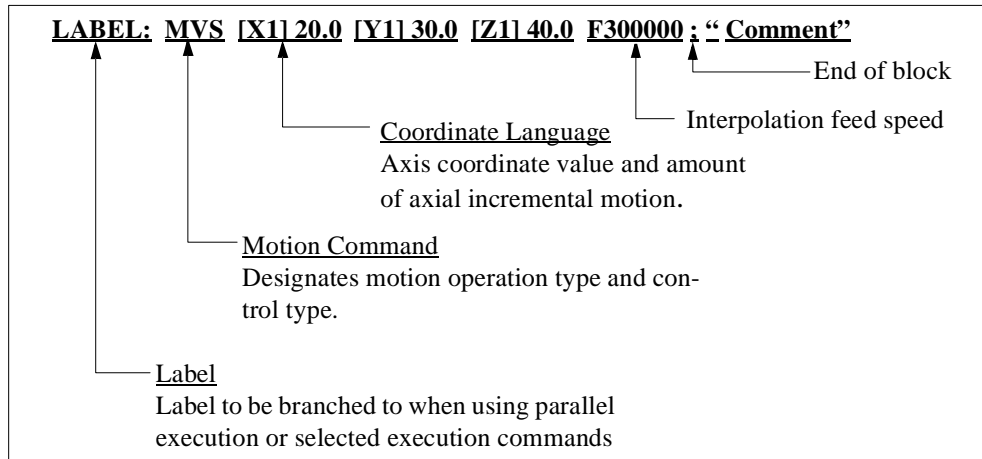 LABEL: MVS [X1] 20.0 [Y1] 30.0 [Z1] 40.0 F300000 ; “ Comment”
End of block
Interpolation feed speed
Coordinate Language
Axis coordinate value and amount
of axial incremental motion.
Motion Command
Designates motion operation type and con-
trol type.
Label
Label to be branched to when using parallel
execution or selected execution commands